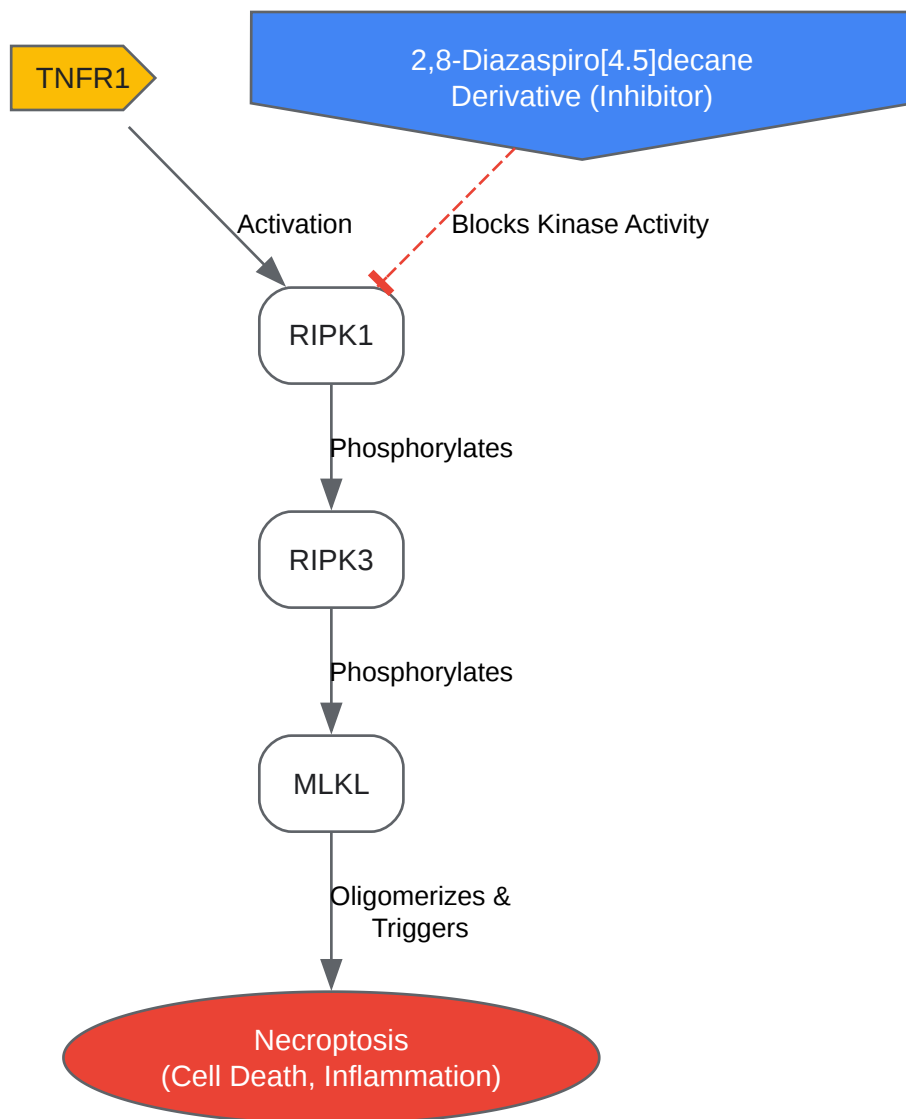 TNFR1
2,8-Diazaspiro[4.5]decane
Derivative (Inhibitor)
Activation
Blocks Kinase Activity
RIPK1
Phosphorylates
RIPK3
Phosphorylates
MLKL
Oligomerizes &
Triggers
Necroptosis
(Cell Death, Inflammation)